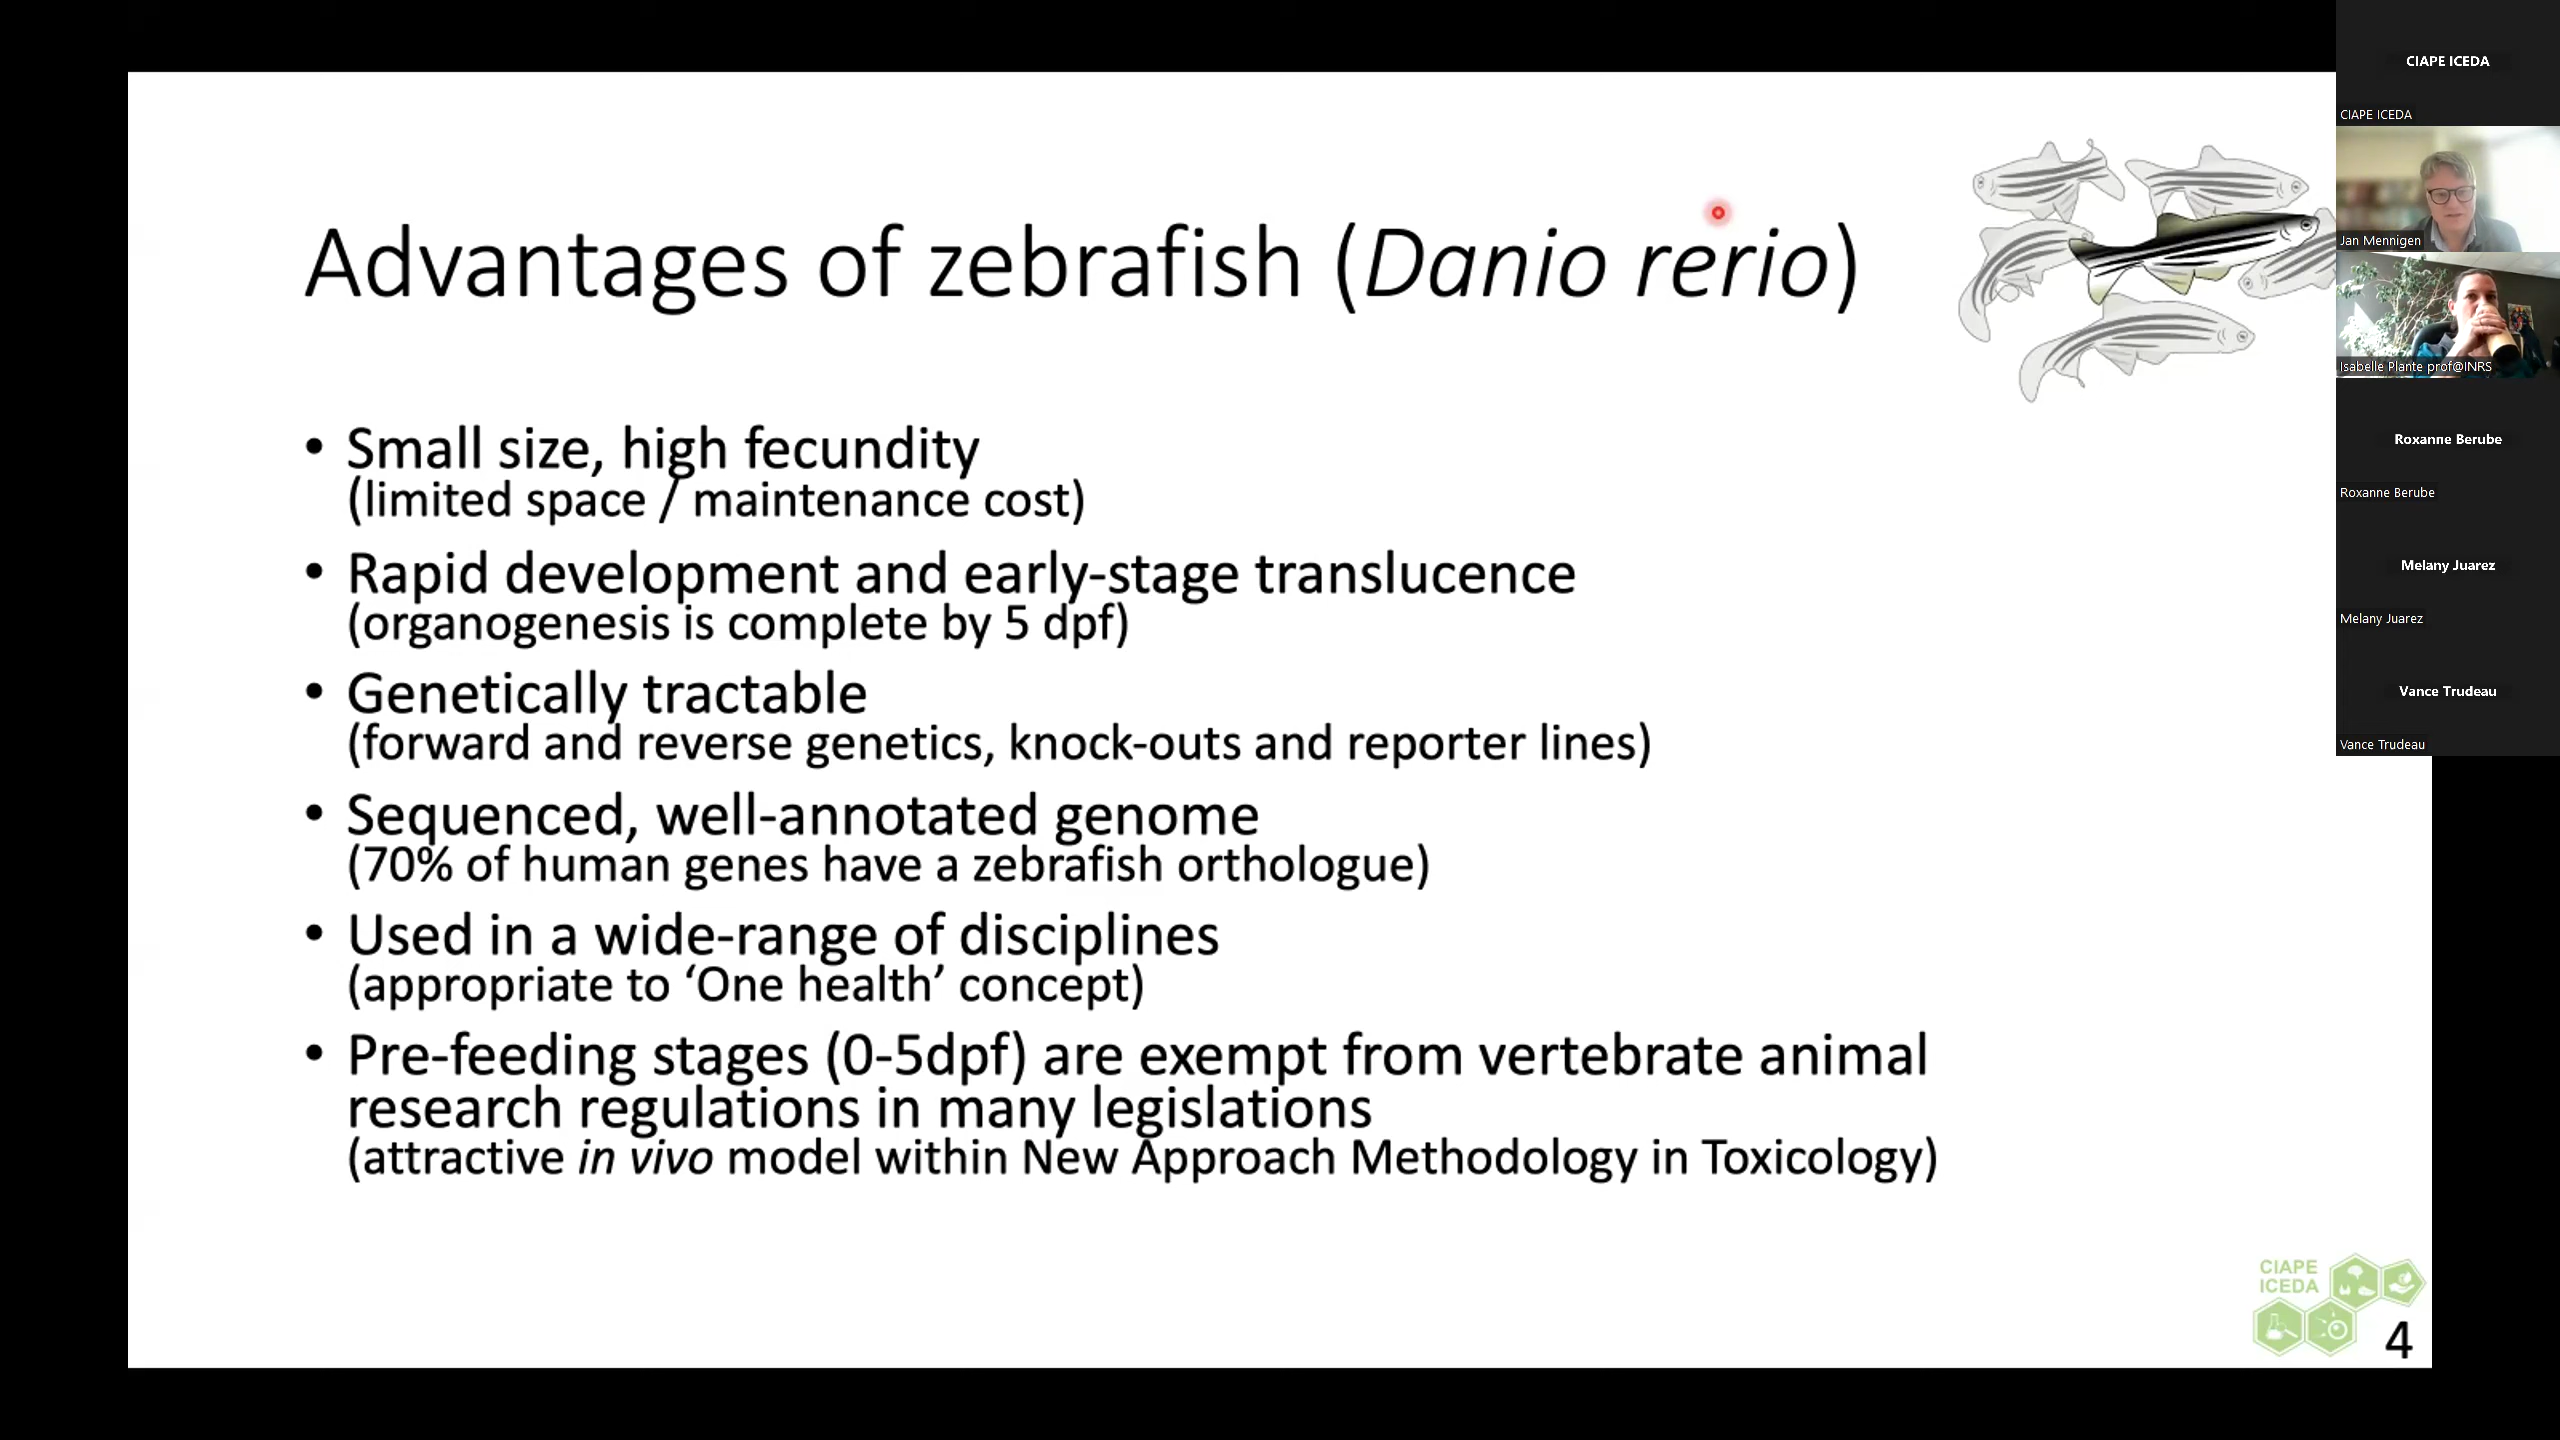 Advantages of zebrafish (Danio rerio)
• Small size, high fecundity
(limited space / maintenance cost)
• Rapid development and early-stage translucence
(organogenesis is complete by 5 dpf)
• Genetically tractable
(forward and reverse genetics, knock-outs and reporter lines)
• Sequenced, well-annotated genome
(70% of human genes have a zebrafish orthologue)
• Used in a wide-range of disciplines
(appropriate to ‘One health’ concept)
• Pre-feeding stages (0-5dpf) are exempt from vertebrate animal
research regulations in many legislations
(attractive in vivo model within New Approach Methodology in Toxicology)
CIAPE
ICEDA
4
CIAPE ICEDA
CIAPE ICEDA
Jan Mennigen
Isabelle Plante prof@INRS
Roxanne Berube
Roxanne Berube
Melany Juarez
Melany Juarez
Vance Trudeau
Vance Trudeau